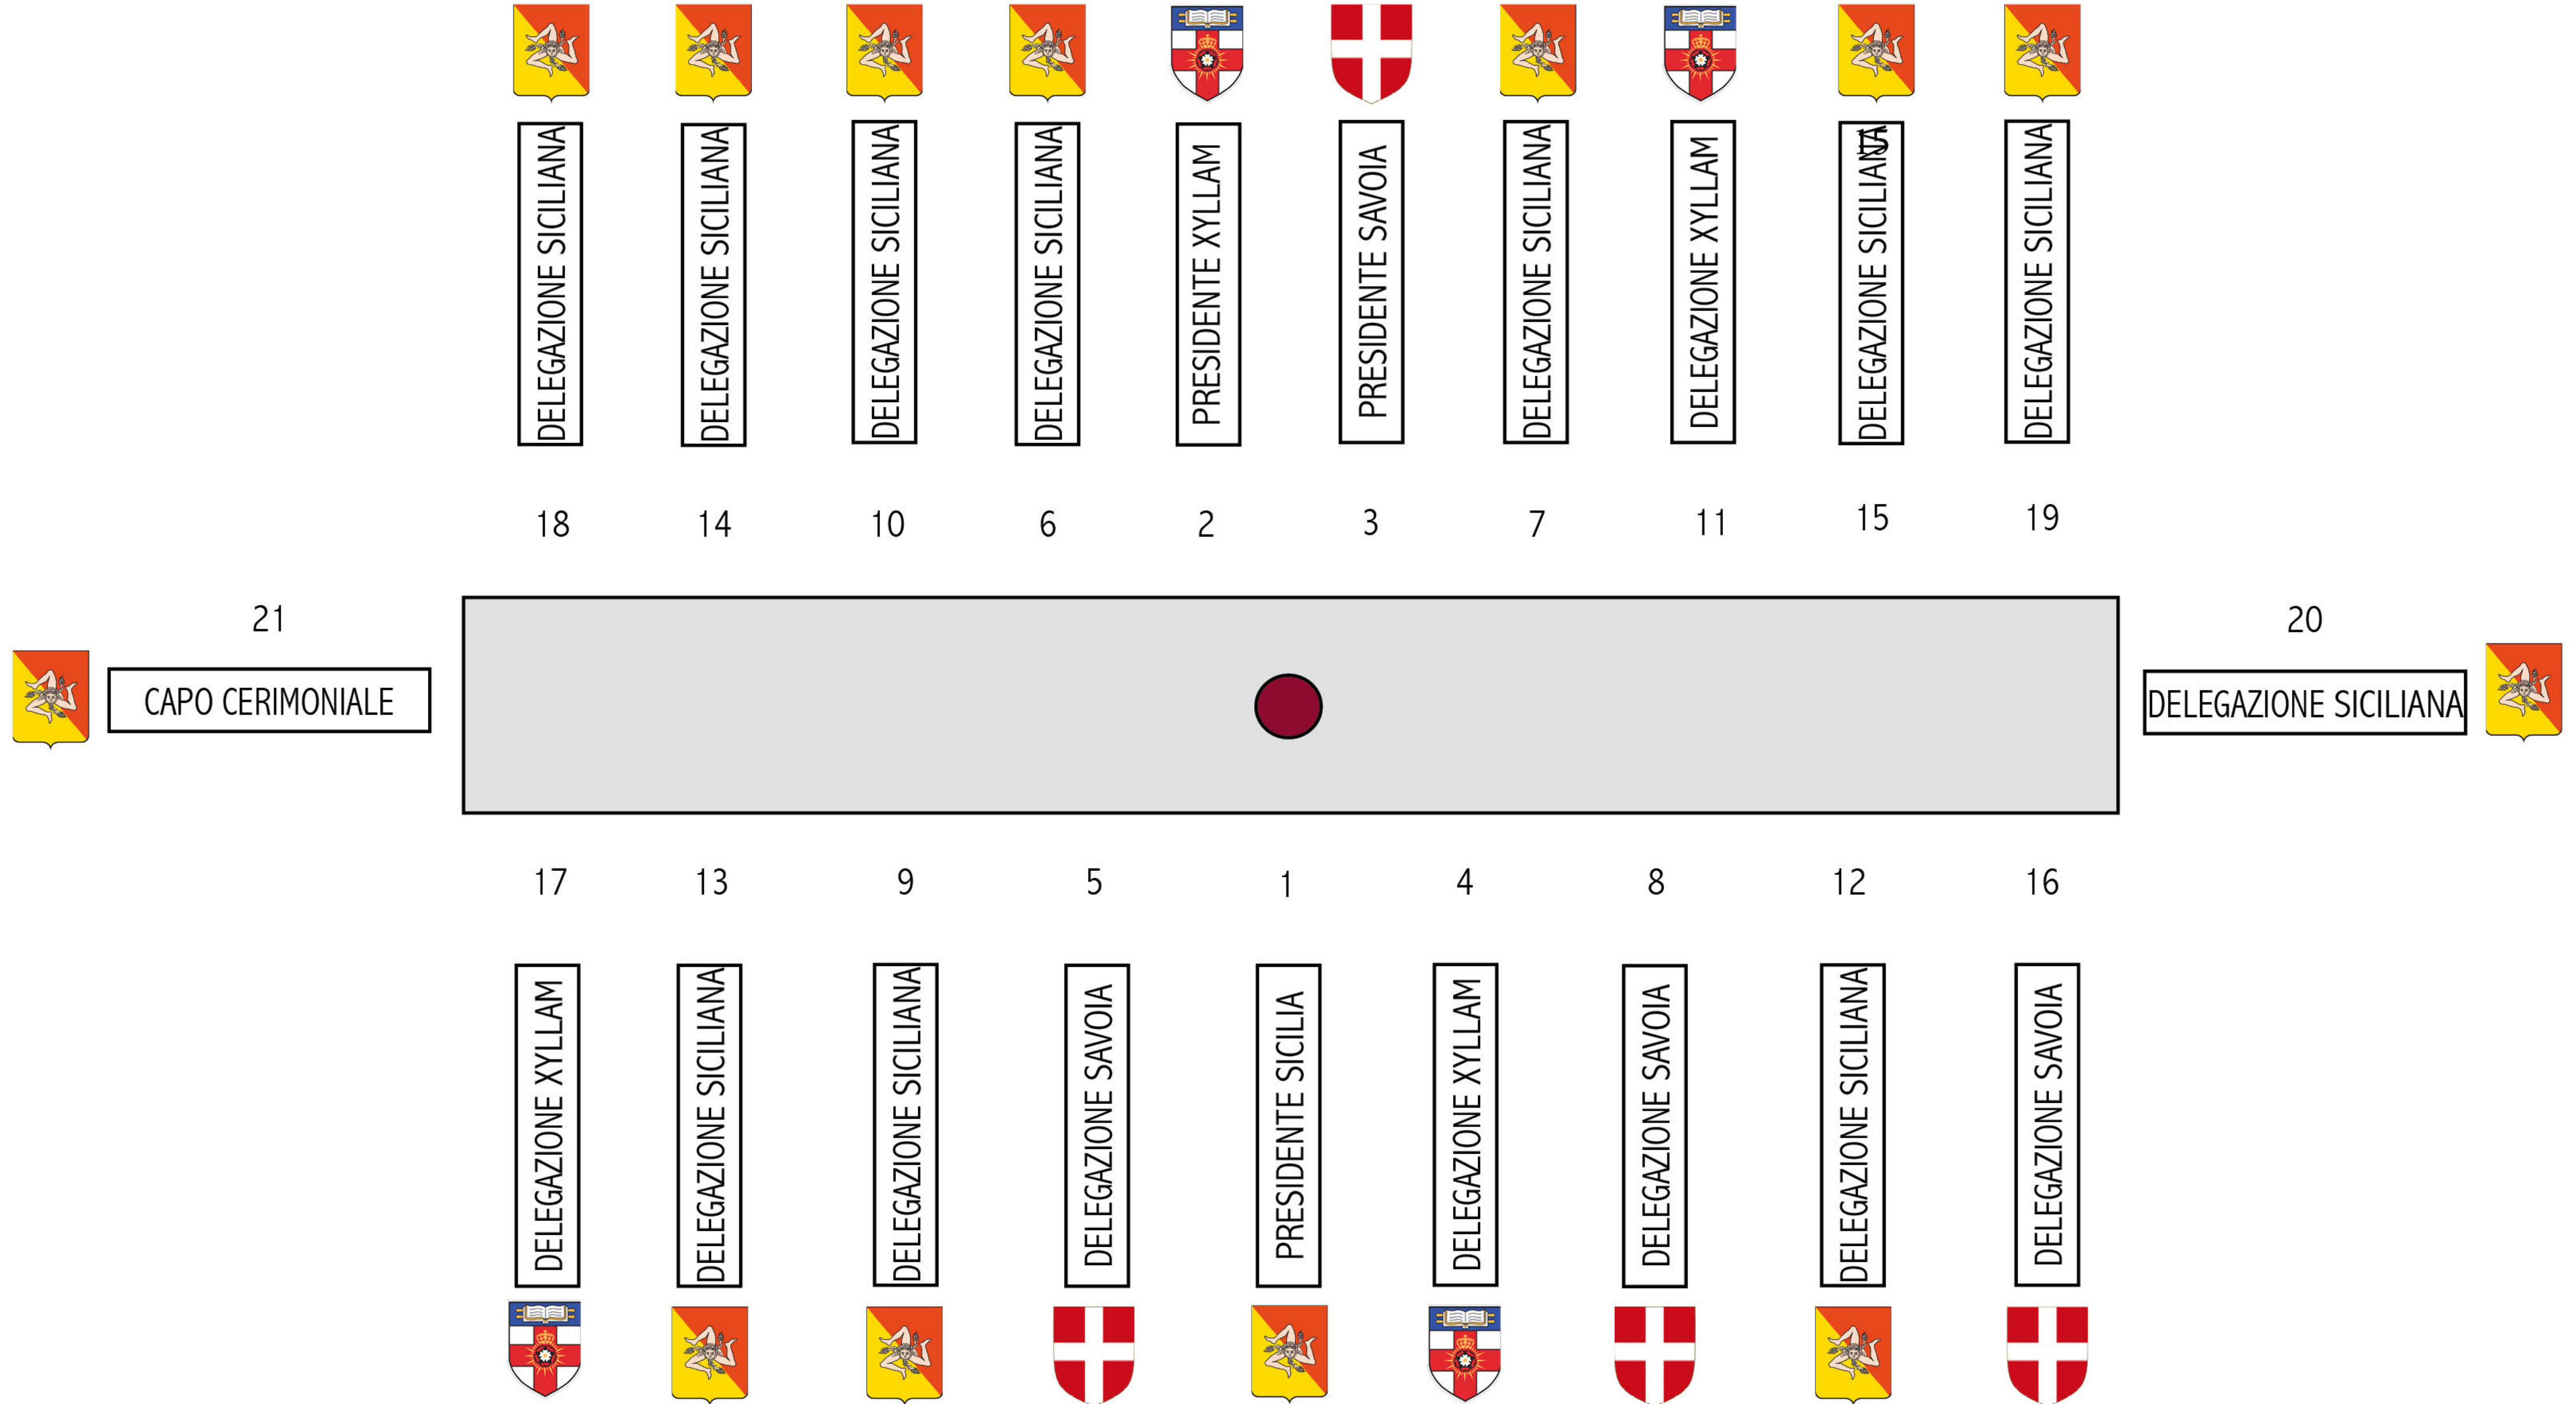 DELEGAZIONE SICILIANA
DELEGAZIONE SICILIANA
DELEGAZIONE SICILIANA
DELEGAZIONE SICILIANA
PRESIDENTE XYLLAM
PRESIDENTE SAVOIA
DELEGAZIONE SICILIANA
DELEGAZIONE XYLLAM
DELEGAZIONE SICILIANA
15
DELEGAZIONE SICILIANA
18 14 10 6 2 3 7 11 15 19
21
CAPO CERIMONIALE
20
DELEGAZIONE SICILIANA
17 13 9 5 1 4 8 12 16
DELEGAZIONE XYLLAM
DELEGAZIONE SICILIANA
DELEGAZIONE SICILIANA
DELEGAZIONE SAVOIA
PRESIDENTE SICILIA
DELEGAZIONE XYLLAM
DELEGAZIONE SAVOIA
DELEGAZIONE SICILIANA
DELEGAZIONE SAVOIA